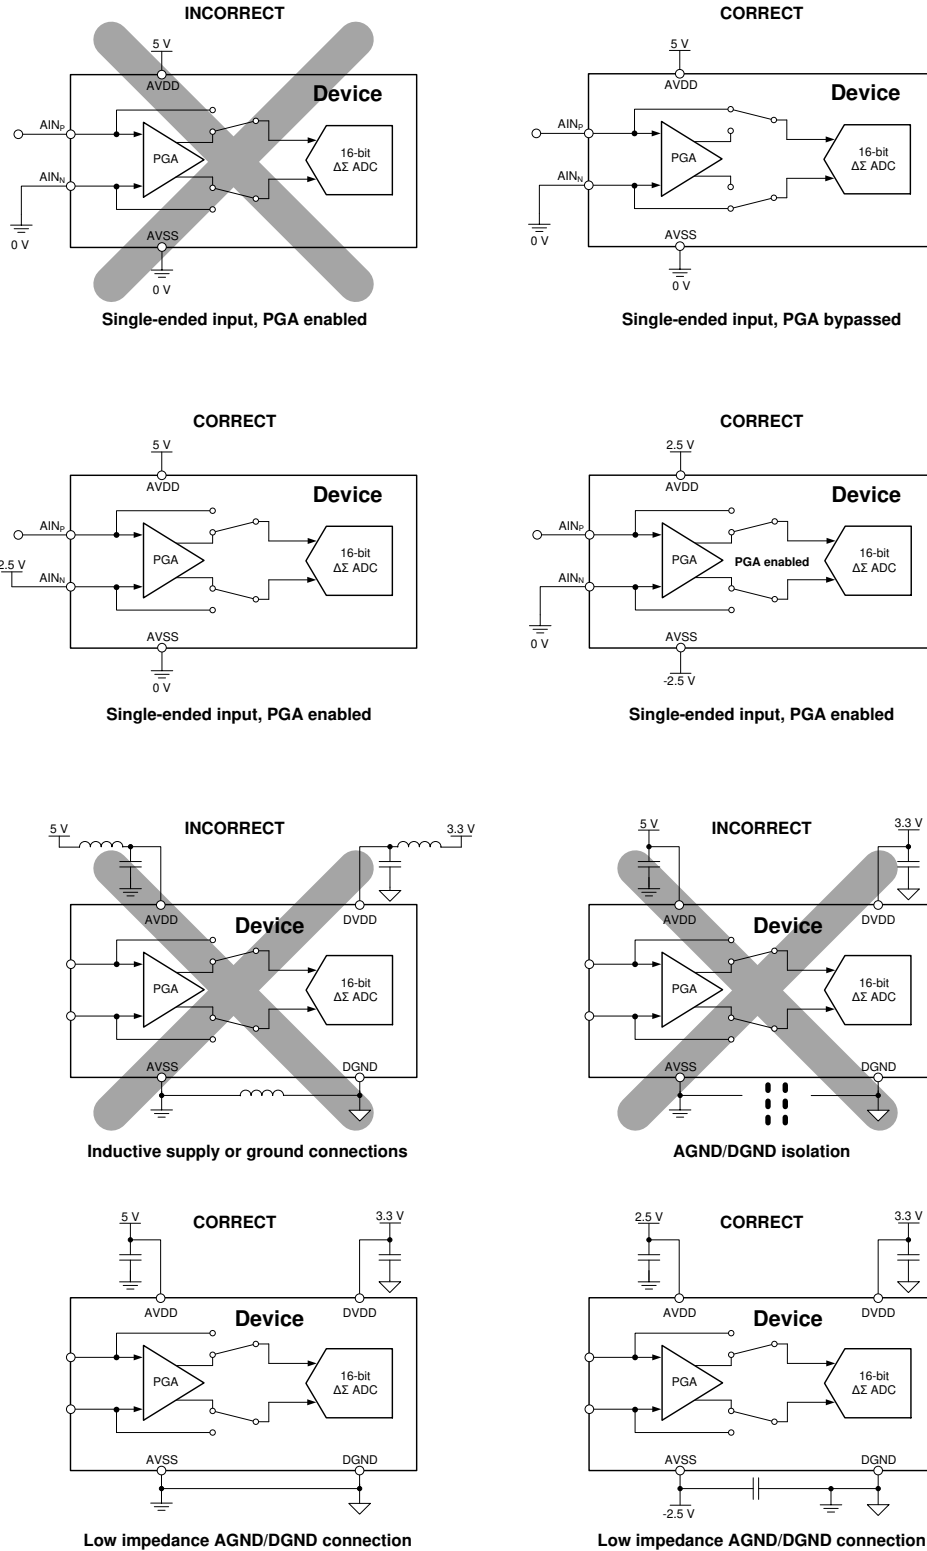 INCORRECT
5 V
AVDD
Device
AINP
PGA
16-bit
ΔΣ ADC
AINN
0 V
AVSS
0 V
Single-ended input, PGA enabled
CORRECT
5 V
AVDD
Device
AINP
PGA
16-bit
ΔΣ ADC
AINN
0 V
AVSS
0 V
Single-ended input, PGA bypassed
CORRECT
5 V
AVDD
Device
AINP
PGA
16-bit
ΔΣ ADC
2.5 V
AINN
AVSS
0 V
Single-ended input, PGA enabled
CORRECT
2.5 V
AVDD
Device
AINP
PGA
PGA enabled
16-bit
ΔΣ ADC
AINN
0 V
AVSS
-2.5 V
Single-ended input, PGA enabled
INCORRECT
5 V
3.3 V
AVDD
DVDD
Device
PGA
16-bit
ΔΣ ADC
AVSS
DGND
Inductive supply or ground connections
INCORRECT
5 V
3.3 V
AVDD
DVDD
Device
PGA
16-bit
ΔΣ ADC
AVSS
DGND
AGND/DGND isolation
CORRECT
5 V
3.3 V
AVDD
DVDD
Device
PGA
16-bit
ΔΣ ADC
AVSS
DGND
Low impedance AGND/DGND connection
CORRECT
2.5 V
3.3 V
AVDD
DVDD
Device
PGA
16-bit
ΔΣ ADC
AVSS
DGND
-2.5 V
Low impedance AGND/DGND connection